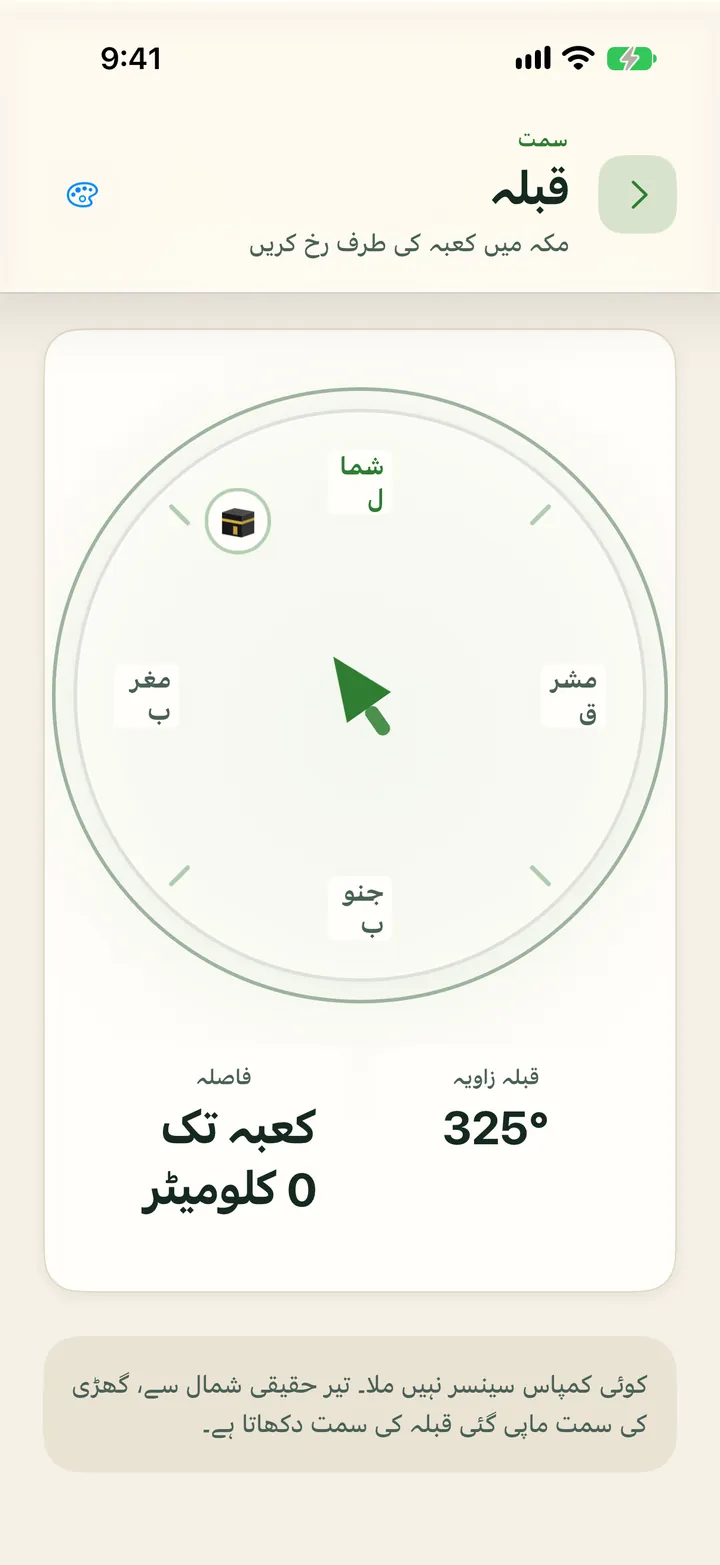 9:41
سمت
قبلہ
مکہ میں کعبہ کی طرف رخ کریں
شما
ل
مشر
ق
مغر
ب
جنو
ب
قبلہ زاویہ
325°
فاصلہ
کعبہ تک
0 کلومیٹر
کوئی کمپاس سینسر نہیں ملا۔ تیر حقیقی شمال سے، گھڑی
کی سمت ماپی گئی قبلہ کی سمت دکھاتا ہے۔